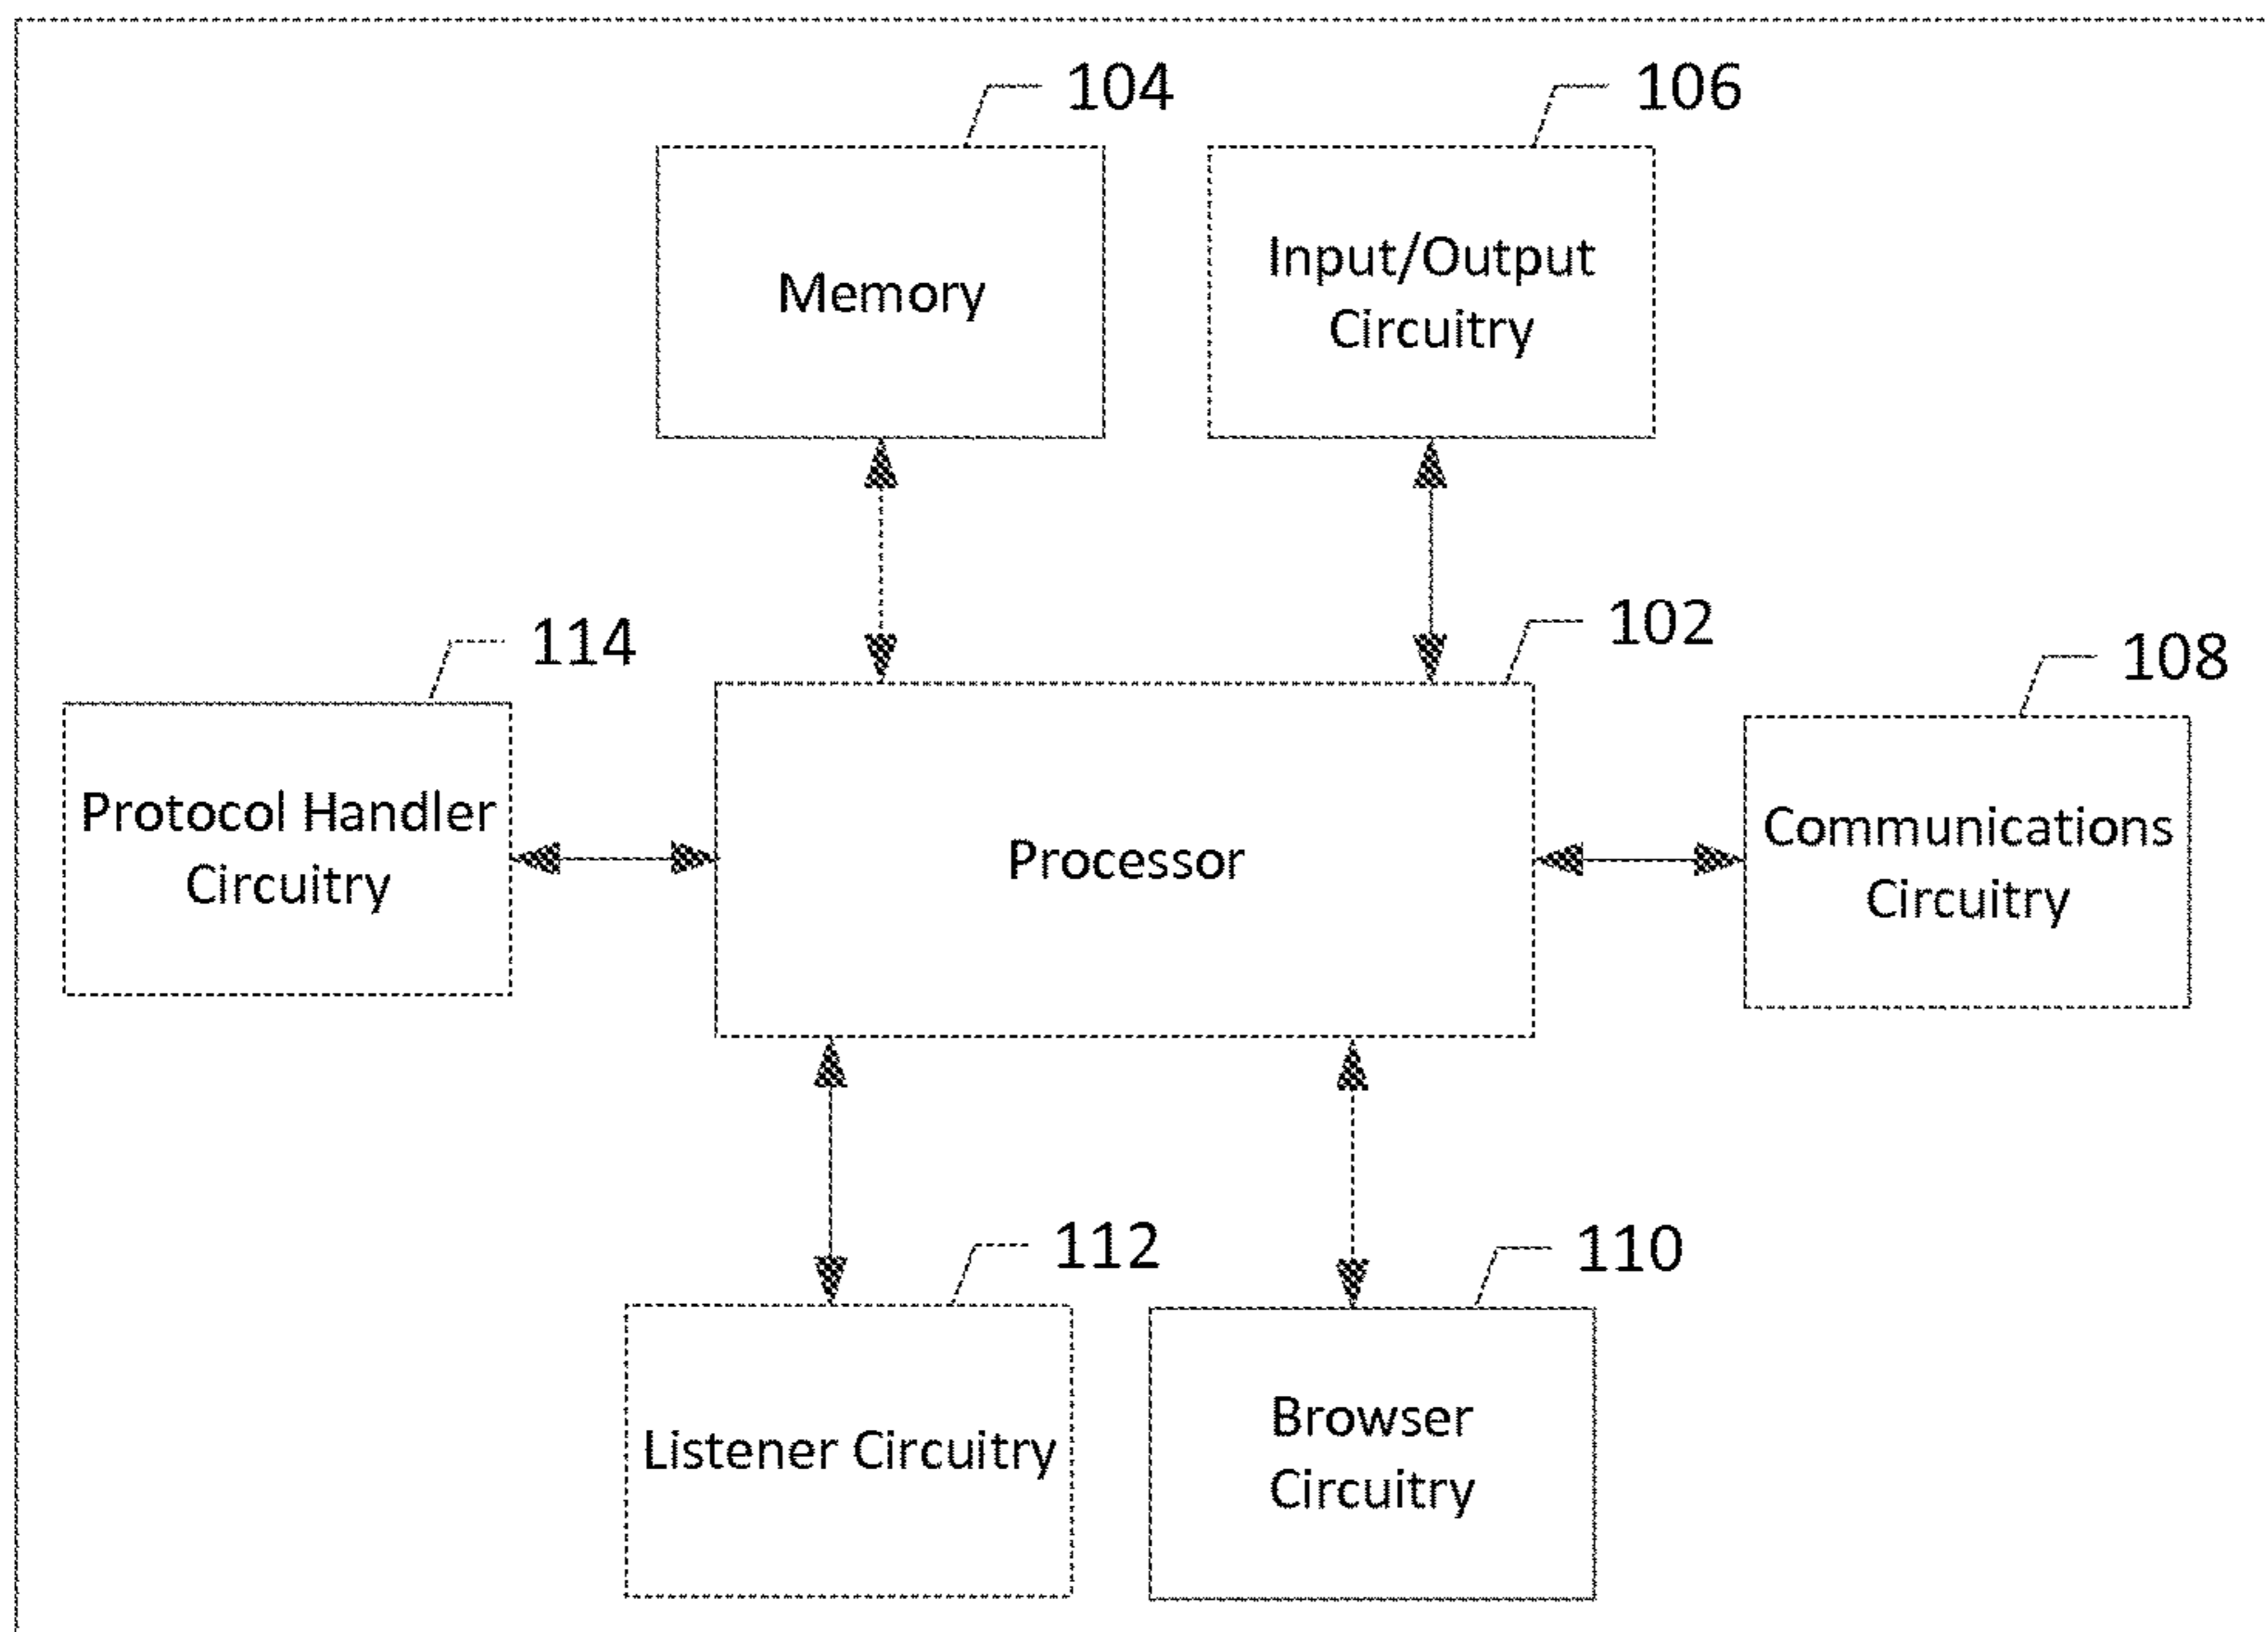 104
106
Memory
Input/Output
Circuitry
102
114
108
Protocol Handler
Circuitry
Processor
Communications
Circuitry
112
110
Listener Circuitry
Browser
Circuitry